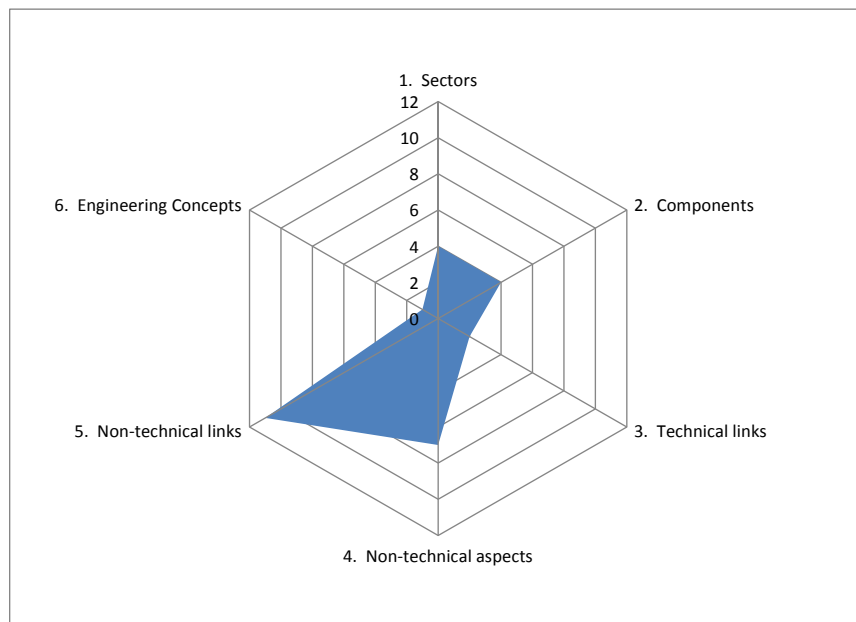 1. Sectors
12
10
8
6
4
2
0
2. Components
3. Technical links
4. Non-technical aspects
5. Non-technical links
6. Engineering Concepts